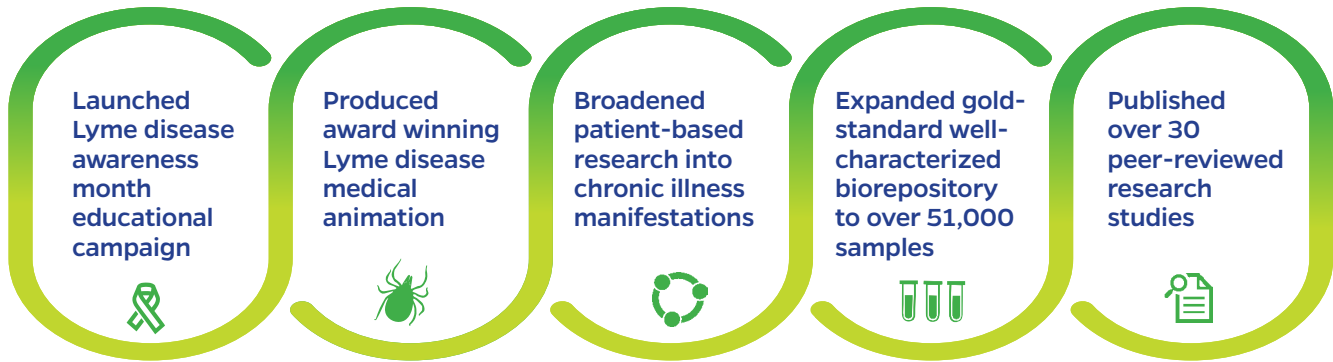 Launched
Lyme disease
awareness
month
educational
campaign
Produced
award winning
Lyme disease
medical
animation
Broadened
patient-based
research into
chronic illness
manifestations
Expanded gold-
standard well-
characterized
biorepository
to over 51,000
samples
Published
over 30
peer-reviewed
research
studies